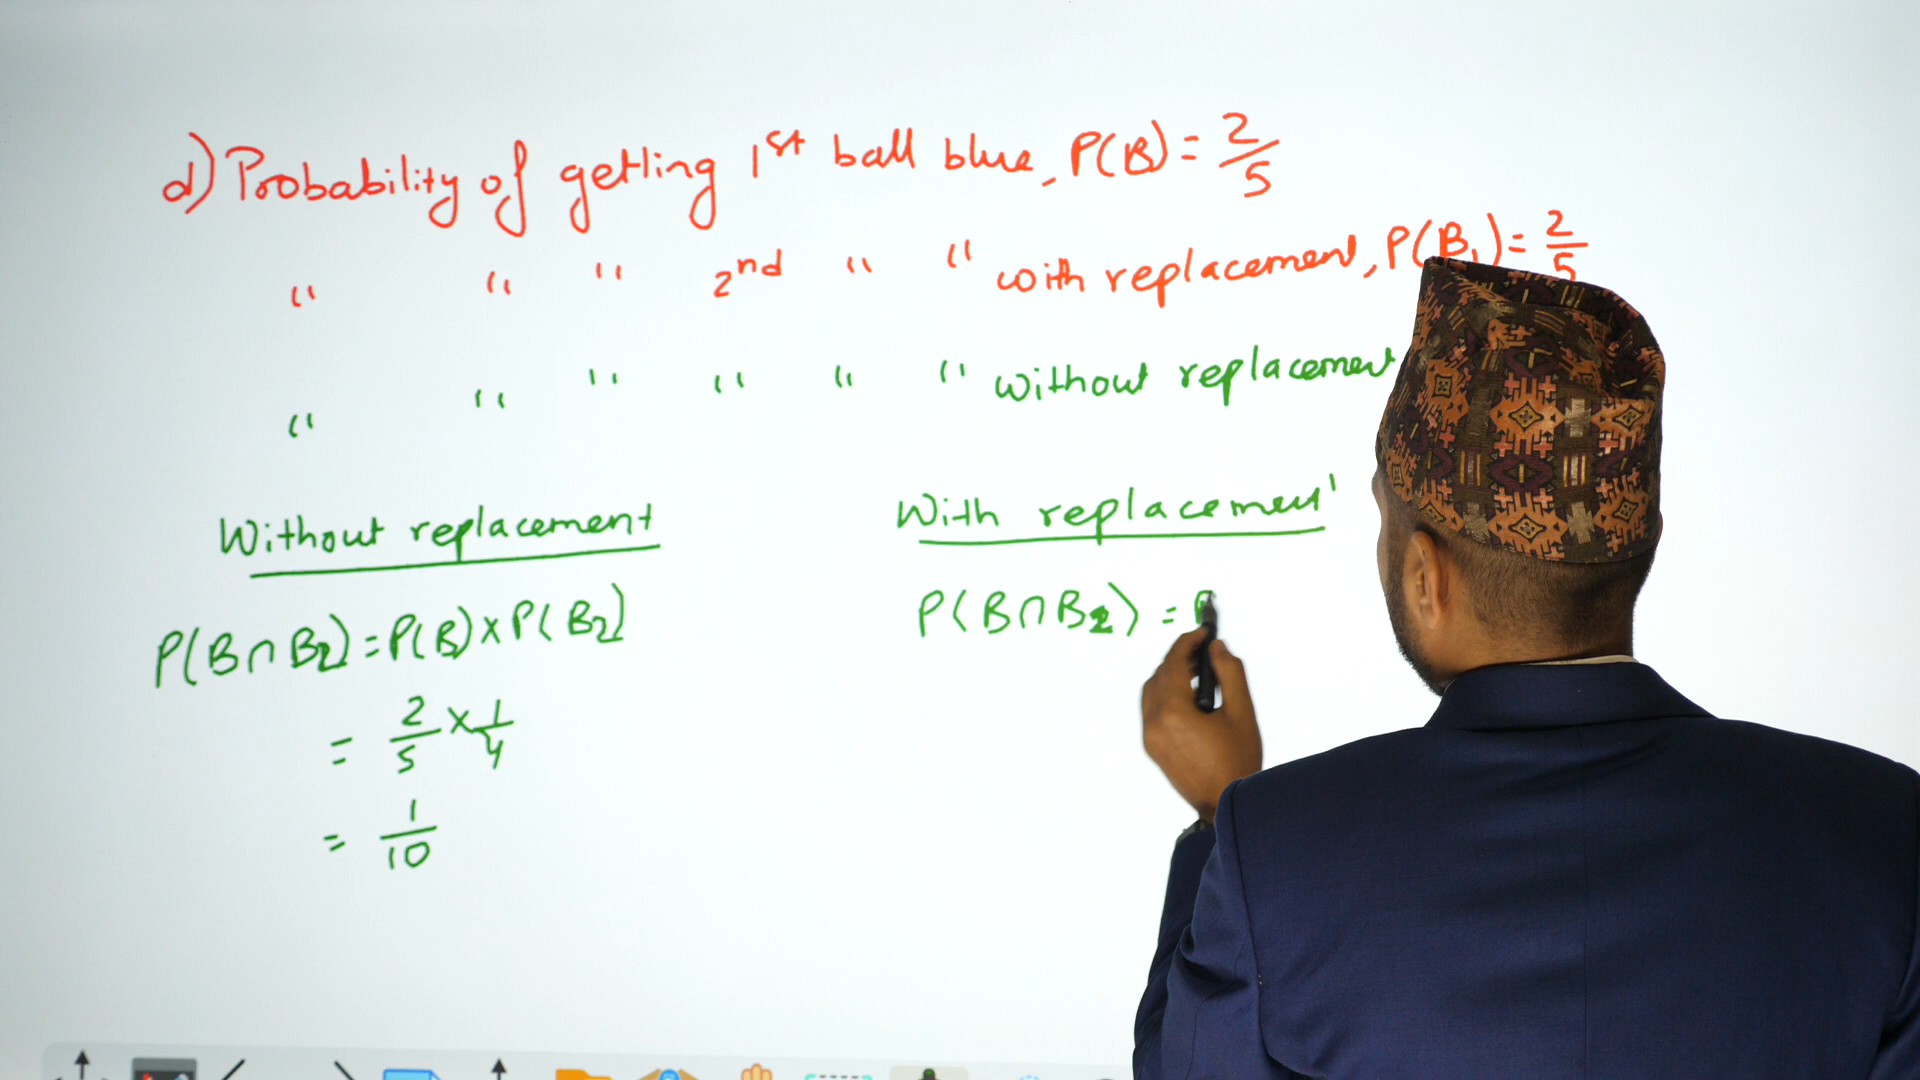 d) Probability of getting 1st ball blue, P(B) = 2/5
" " " 2nd " " with replacement, P(B1) = 2/5
" " " " " " without replacement
Without replacement
P(B∩B2) = P(B) × P(B2)
= 2/5 × 1/4
= 1/10
With replacement
P(B∩B2) = P